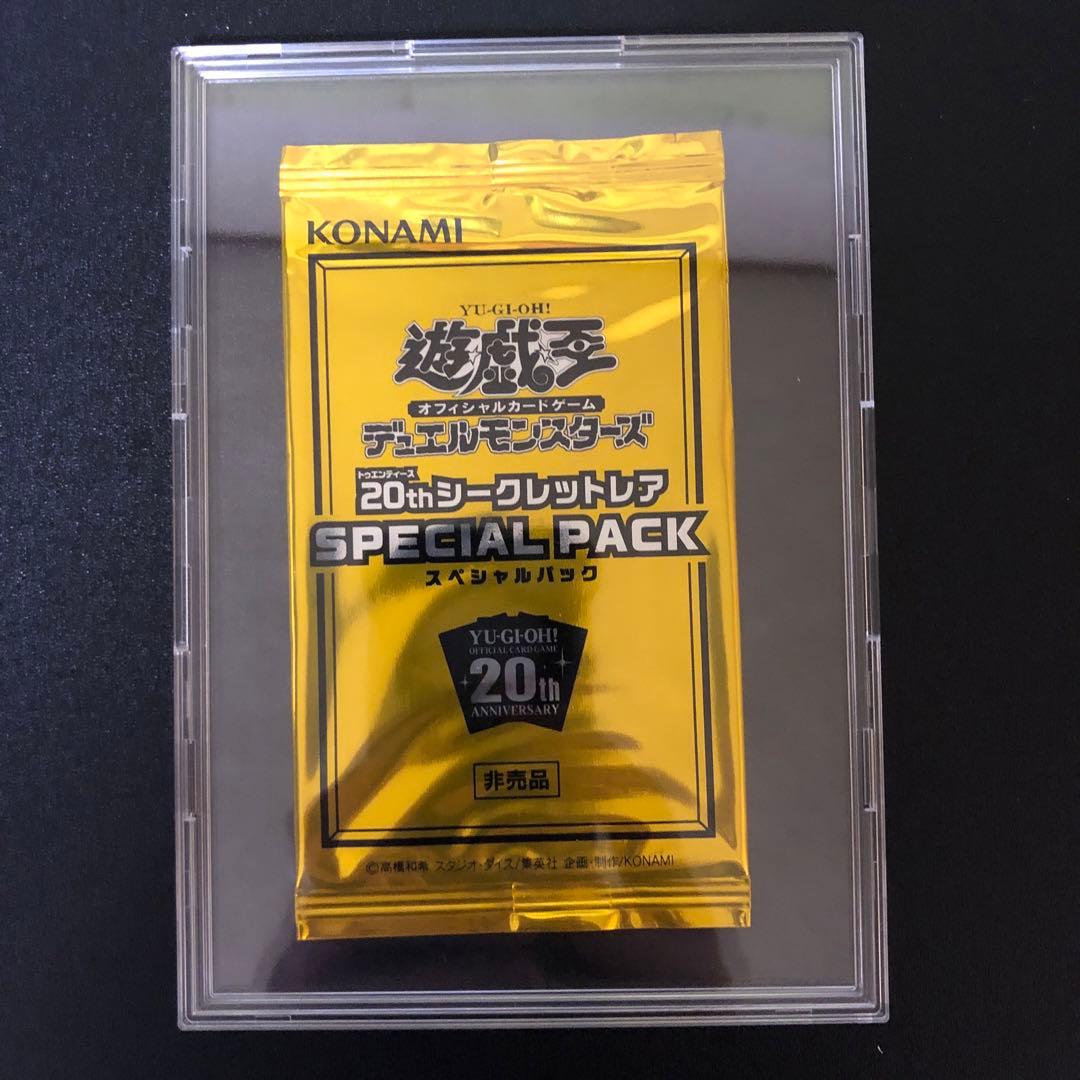 KONAMI
YU-GI-OH!
遊☆戯☆王
オフィシャルカードゲーム
デュエルモンスターズ
トゥエンティース
20thシークレットレア
SPECIAL PACK
スペシャルパック
YU-GI-OH!
OFFICIAL CARD GAME
20th
ANNIVERSARY
非売品
©高橋和希 スタジオ・ダイス/集英社 企画・制作/KONAMI